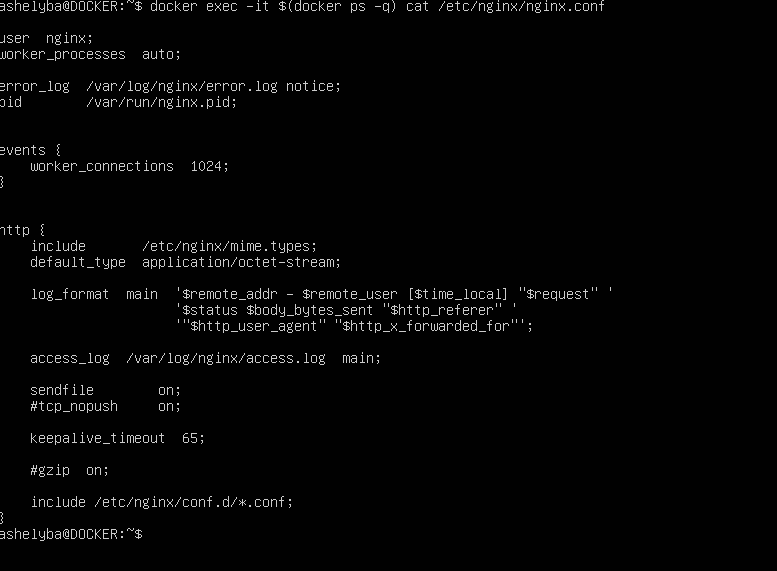 ashelyba@DOCKER:~$ docker exec -it $(docker ps -q) cat /etc/nginx/nginx.conf
user  nginx;
worker_processes  auto;
error_log  /var/log/nginx/error.log notice;
pid        /var/run/nginx.pid;
events {
    worker_connections  1024;
}
http {
    include       /etc/nginx/mime.types;
    default_type  application/octet-stream;
    log_format  main  '$remote_addr - $remote_user [$time_local] "$request" '
                      '$status $body_bytes_sent "$http_referer" '
                      '"$http_user_agent" "$http_x_forwarded_for"';
    access_log  /var/log/nginx/access.log  main;
    sendfile        on;
    #tcp_nopush     on;
    keepalive_timeout  65;
    #gzip  on;
    include /etc/nginx/conf.d/*.conf;
}
ashelyba@DOCKER:~$